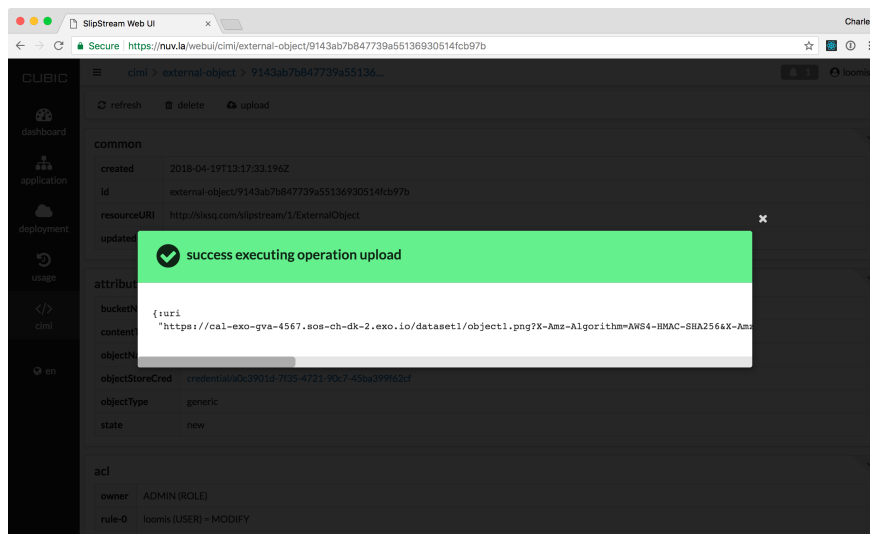 SlipStream Web UI
Charle
Secure https://nuv.la/webui/cimi/external-object/9143ab7b847739a55136930514fcb97b
CUBIC
cimi > external-object > 9143ab7b847739a55136...
1
loomis
refresh delete upload
dashboard
application
deployment
usage
cimi
en
common
created 2018-04-19T13:17:33.196Z
id external-object/9143ab7b847739a55136930514fcb97b
resourceURI http://sixsq.com/slipstream/1/ExternalObject
updated
success executing operation upload
{:uri
"https://cal-exo-gva-4567.sos-ch-dk-2.exo.io/dataset1/object1.png?X-Amz-Algorithm=AWS4-HMAC-SHA256&X-Am
attribut
bucketN
contentT
objectN
objectStoreCred credential/a0c3901d-7f35-4721-90c7-45ba399f62cf
objectType generic
state new
acl
owner ADMIN (ROLE)
rule-0 loomis (USER) = MODIFY